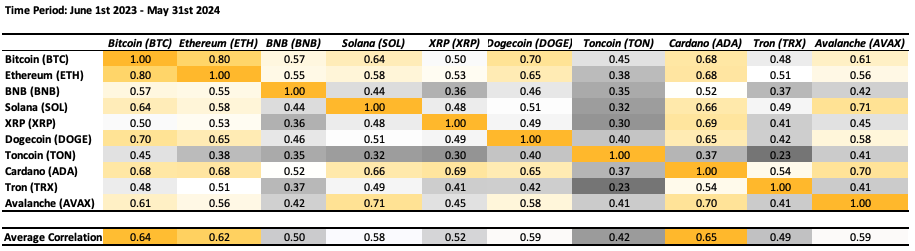 Time Period: June 1st 2023 - May 31st 2024
Bitcoin (BTC) Ethereum (ETH) BNB (BNB) Solana (SOL) XRP (XRP) Dogecoin (DOGE) Toncoin (TON) Cardano (ADA) Tron (TRX) Avalanche (AVAX)
Bitcoin (BTC) 1.00 0.80 0.57 0.64 0.50 0.70 0.45 0.68 0.48 0.61
Ethereum (ETH) 0.80 1.00 0.55 0.58 0.53 0.65 0.38 0.68 0.51 0.56
BNB (BNB) 0.57 0.55 1.00 0.44 0.36 0.46 0.35 0.52 0.37 0.42
Solana (SOL) 0.64 0.58 0.44 1.00 0.48 0.51 0.32 0.66 0.49 0.71
XRP (XRP) 0.50 0.53 0.36 0.48 1.00 0.49 0.30 0.69 0.41 0.45
Dogecoin (DOGE) 0.70 0.65 0.46 0.51 0.49 1.00 0.40 0.65 0.42 0.58
Toncoin (TON) 0.45 0.38 0.35 0.32 0.30 0.40 1.00 0.37 0.23 0.41
Cardano (ADA) 0.68 0.68 0.52 0.66 0.69 0.65 0.37 1.00 0.54 0.70
Tron (TRX) 0.48 0.51 0.37 0.49 0.41 0.42 0.23 0.54 1.00 0.41
Avalanche (AVAX) 0.61 0.56 0.42 0.71 0.45 0.58 0.41 0.70 0.41 1.00
Average Correlation 0.64 0.62 0.50 0.58 0.52 0.59 0.42 0.65 0.49 0.59